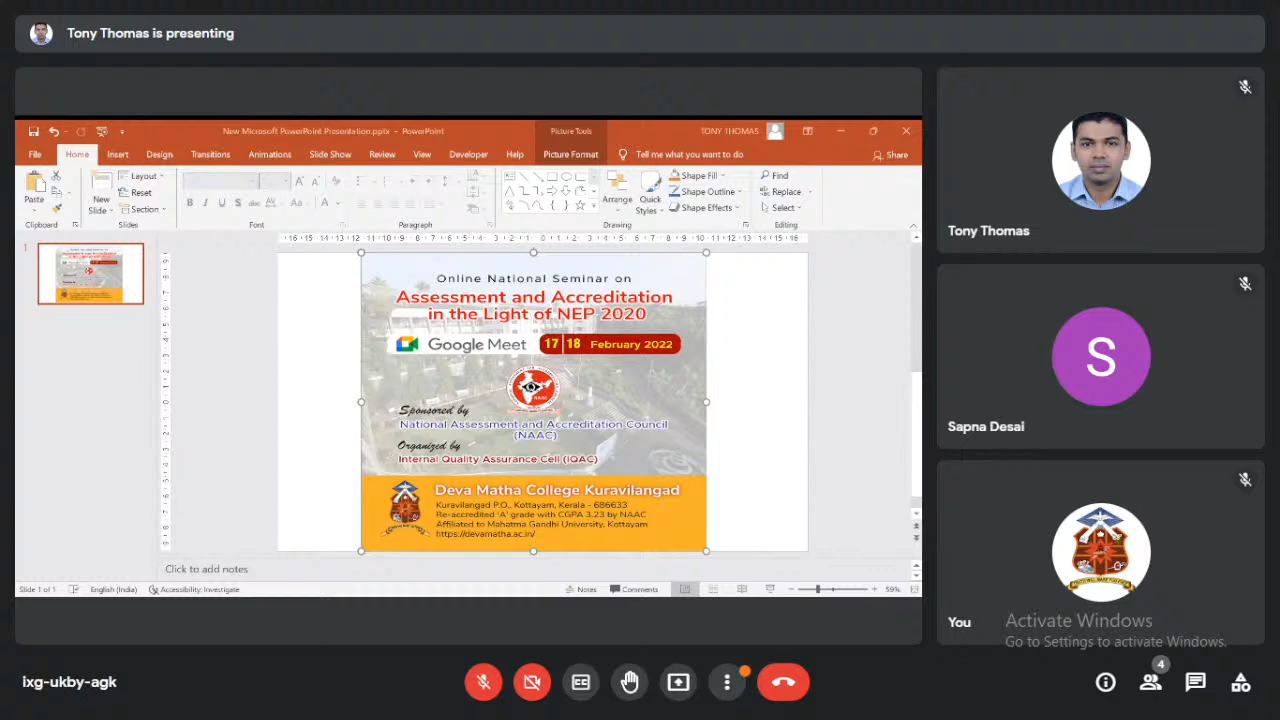 Tony Thomas is presenting
New Microsoft PowerPoint Presentation.pptx - PowerPoint
Picture Tools
TONY THOMAS
File Home Insert Design Transitions Animations Slide Show Review View Developer Help Picture Format Tell me what you want to do Share
Paste
New
Slide
Layout
Reset
Section
Arrange
Quick
Styles
Shape Fill
Shape Outline
Shape Effects
Find
Replace
Select
Clipboard Slides Font Paragraph Drawing Editing
1
Online National Seminar on
Assessment and Accreditation
in the Light of NEP 2020
Google Meet 17 18 February 2022
NAAC
Sponsored by
National Assessment and Accreditation Council
(NAAC)
Organized by
Internal Quality Assurance Cell (IQAC)
Deva Matha College Kuravilangad
Kuravilangad P.O., Kottayam, Kerala - 686633
Re-accredited 'A' grade with CGPA 3.23 by NAAC
Affiliated to Mahatma Gandhi University, Kottayam
https://devamatha.ac.in/
Click to add notes
Slide 1 of 1 English (India) Accessibility: Investigate Notes Comments 59%
Tony Thomas
S
Sapna Desai
You
Activate Windows
Go to Settings to activate Windows.
ixg-ukby-agk
4